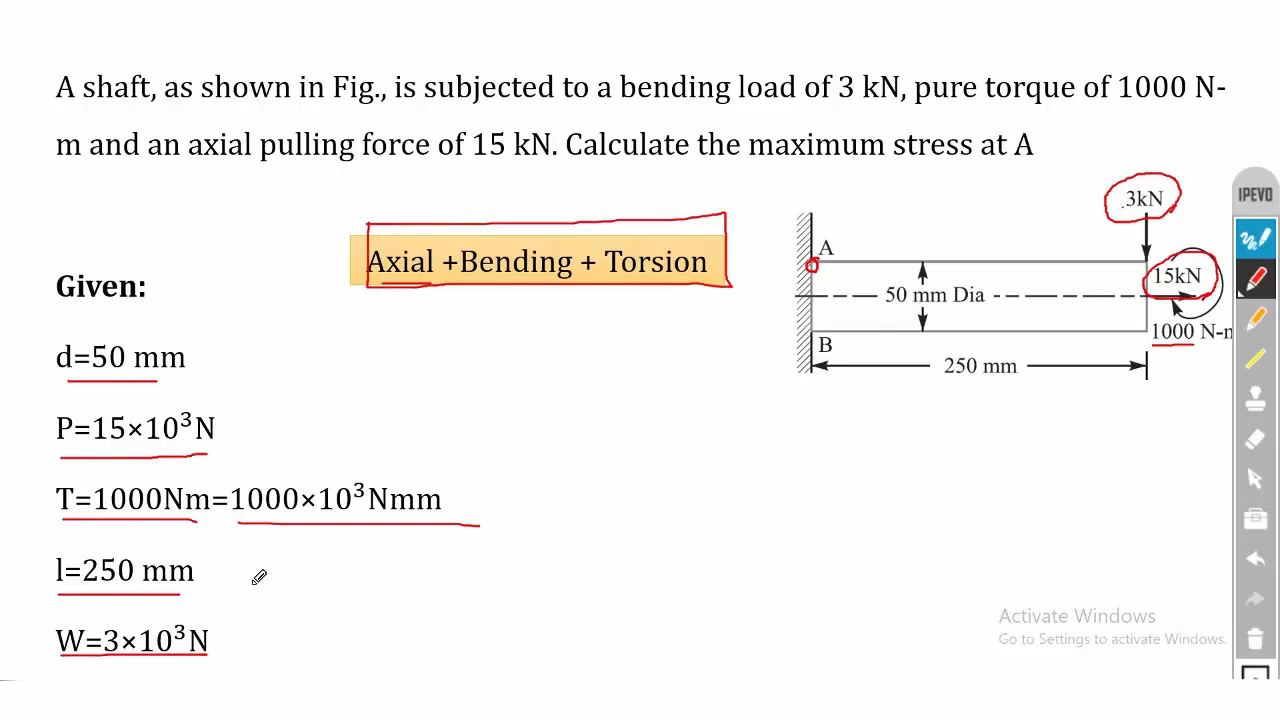 A shaft, as shown in Fig., is subjected to a bending load of 3 kN, pure torque of 1000 N-
m and an axial pulling force of 15 kN. Calculate the maximum stress at A
IPEVO
.3kN
A
Axial +Bending + Torsion
15kN
Given:
50 mm Dia
1000 N-m
B
d=50 mm
250 mm
P=15×10³N
T=1000Nm=1000×10³Nmm
l=250 mm
Activate Windows
Go to Settings to activate Windows.
W=3×10³N